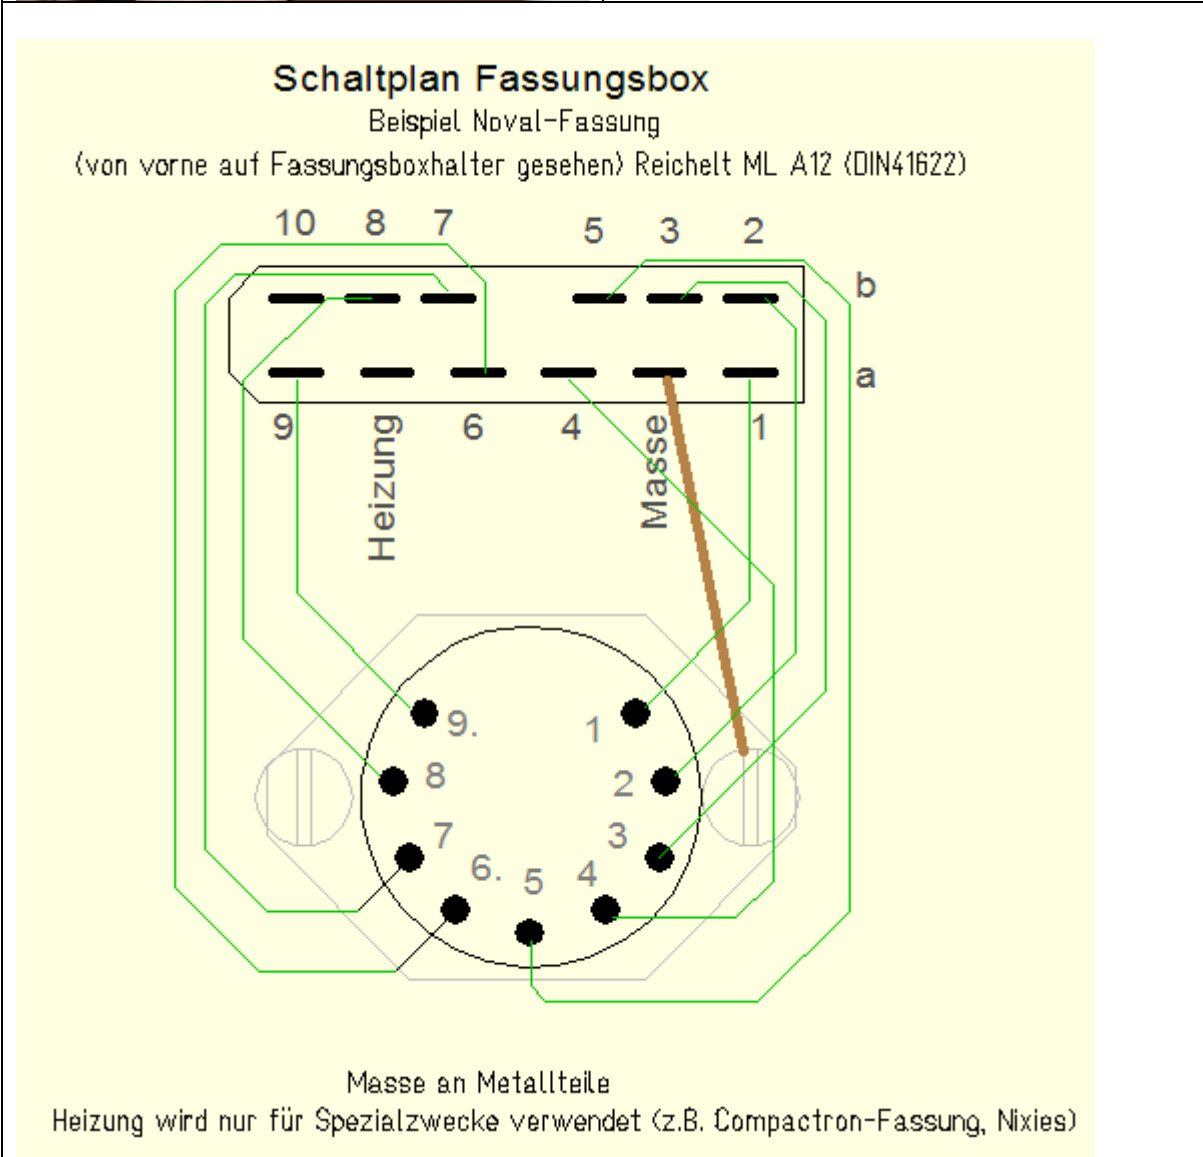 Schaltplan Fassungsbox
Beispiel Noval-Fassung
(von vorne auf Fassungsboxhalter gesehen) Reichelt ML A12 (DIN41622)
10 8 7 5 3 2
b
a
9 Heizung 6 4 Masse 1
9. 1
8 2
7 3
6. 5 4
Masse an Metallteile
Heizung wird nur für Spezialzwecke verwendet (z.B. Compactron-Fassung, Nixies)